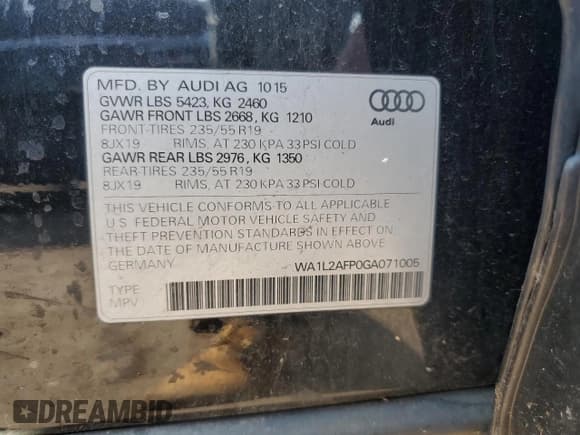 MFD. BY AUDI AG 10 15
GVWR LBS 5423, KG 2460
GAWR FRONT LBS 2668, KG 1210
FRONT-TIRES 235/55 R19
8JX19 RIMS, AT 230 KPA 33 PSI COLD
GAWR REAR LBS 2976, KG 1350
REAR-TIRES 235/55 R19
8JX19 RIMS, AT 230 KPA 33 PSI COLD
Audi
THIS VEHICLE CONFORMS TO ALL APPLICABLE
U.S. FEDERAL MOTOR VEHICLE SAFETY AND
THEFT PREVENTION STANDARDS IN EFFECT ON
THE DATE OF MANUFACTURE SHOWN ABOVE.
GERMANY WA1L2AFP0GA071005
TYPE
MPV
DREAMBID